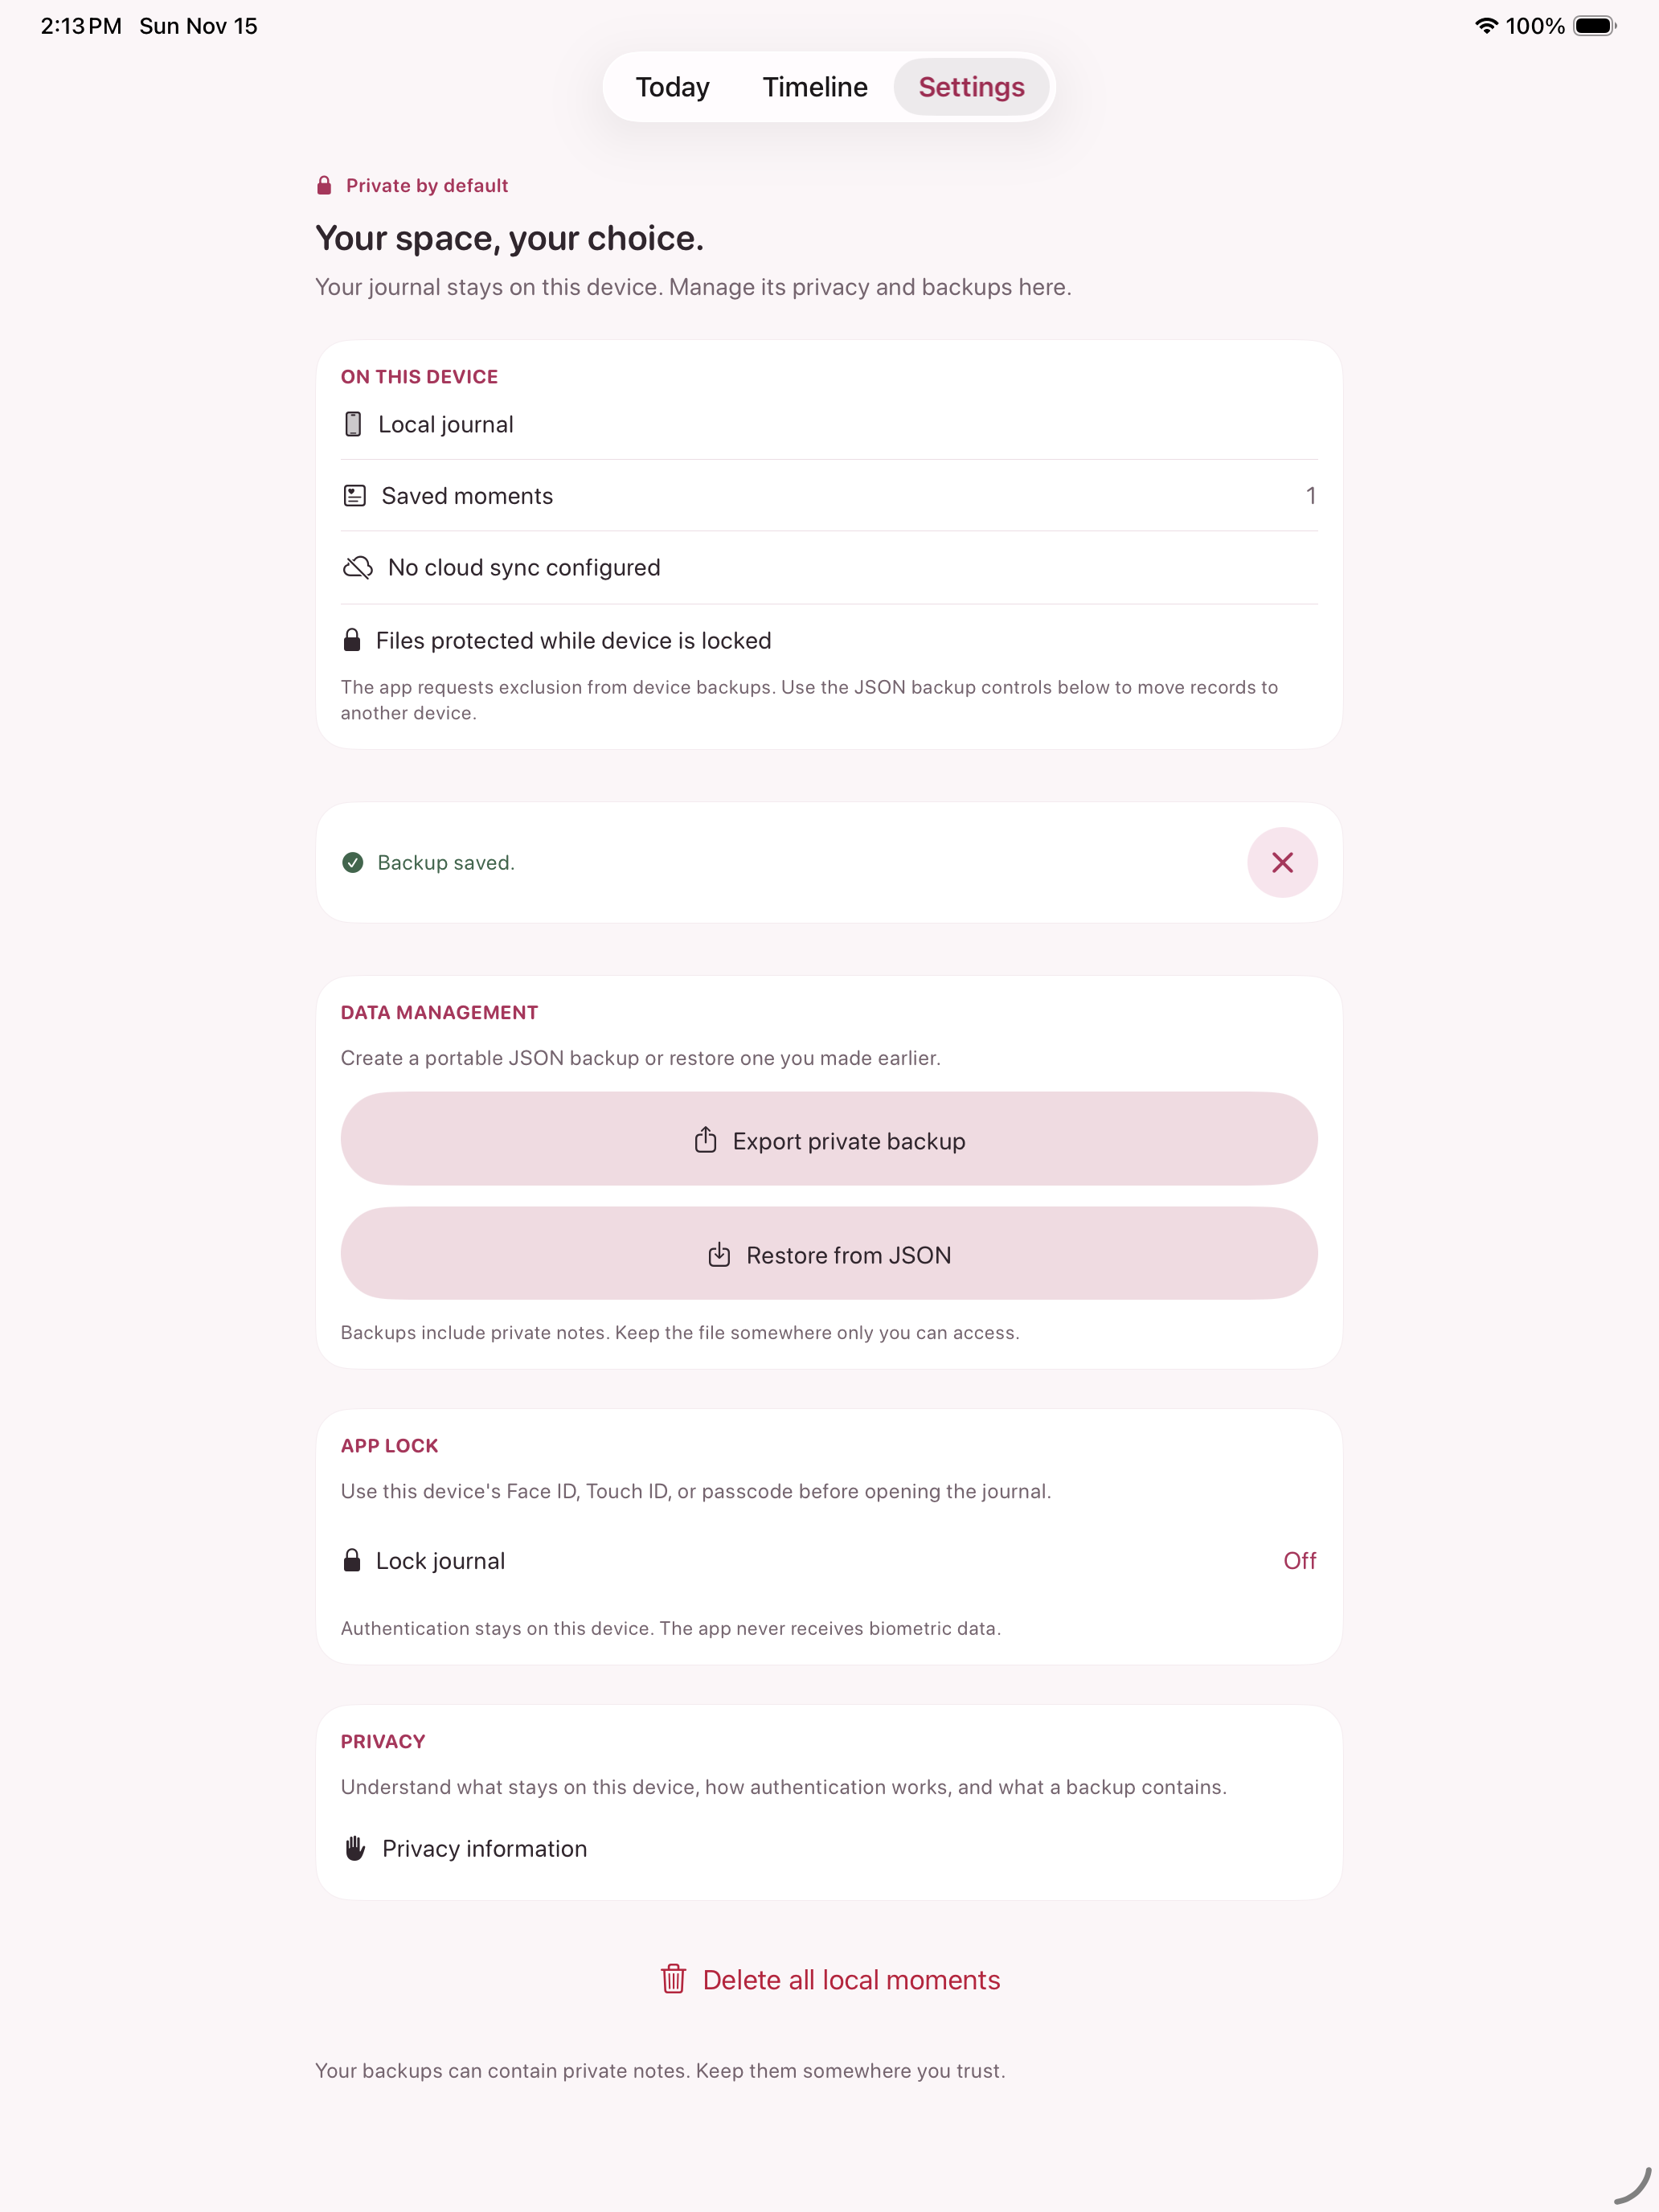 2:13 PM Sun Nov 15
100%
Today Timeline Settings
Private by default
Your space, your choice.
Your journal stays on this device. Manage its privacy and backups here.
ON THIS DEVICE
Local journal
Saved moments 1
No cloud sync configured
Files protected while device is locked
The app requests exclusion from device backups. Use the JSON backup controls below to move records to
another device.
Backup saved.
DATA MANAGEMENT
Create a portable JSON backup or restore one you made earlier.
Export private backup
Restore from JSON
Backups include private notes. Keep the file somewhere only you can access.
APP LOCK
Use this device's Face ID, Touch ID, or passcode before opening the journal.
Lock journal Off
Authentication stays on this device. The app never receives biometric data.
PRIVACY
Understand what stays on this device, how authentication works, and what a backup contains.
Privacy information
Delete all local moments
Your backups can contain private notes. Keep them somewhere you trust.